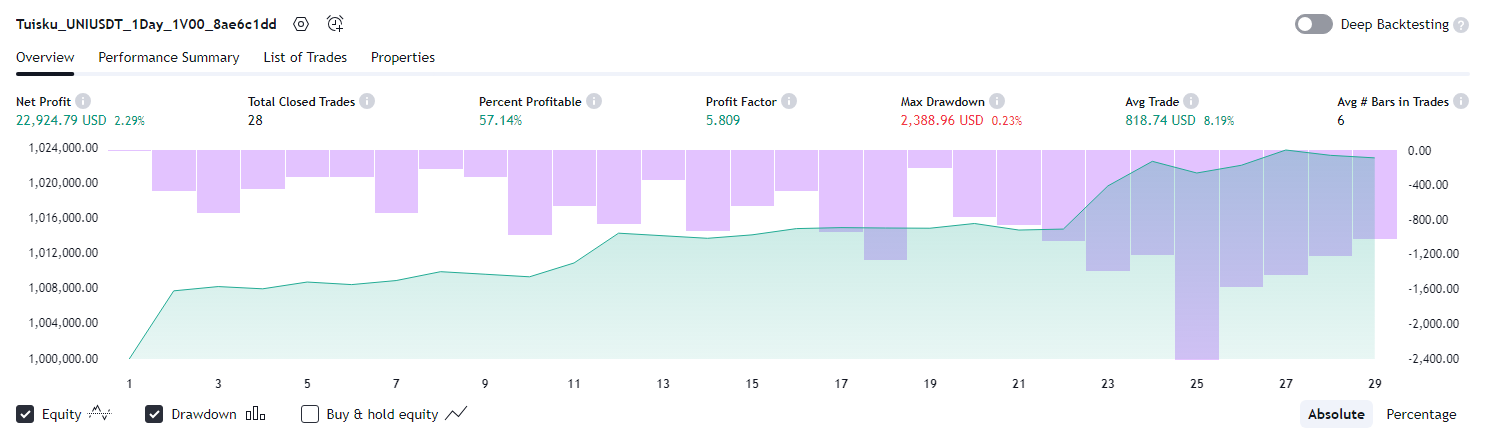 Tuisku_UNIUSDT_1Day_1V00_8ae6c1dd Deep Backtesting ?
Overview Performance Summary List of Trades Properties
Net Profit Total Closed Trades Percent Profitable Profit Factor Max Drawdown Avg Trade Avg # Bars in Trades
22,924.79 USD 2.29% 28 57.14% 5.809 2,388.96 USD 0.23% 818.74 USD 8.19% 6
1,024,000.00 0.00
1,020,000.00 -400.00
1,016,000.00 -800.00
1,012,000.00 -1,200.00
1,008,000.00 -1,600.00
1,004,000.00 -2,000.00
1,000,000.00 -2,400.00
1 3 5 7 9 11 13 15 17 19 21 23 25 27 29
Equity Drawdown Buy & hold equity Absolute Percentage